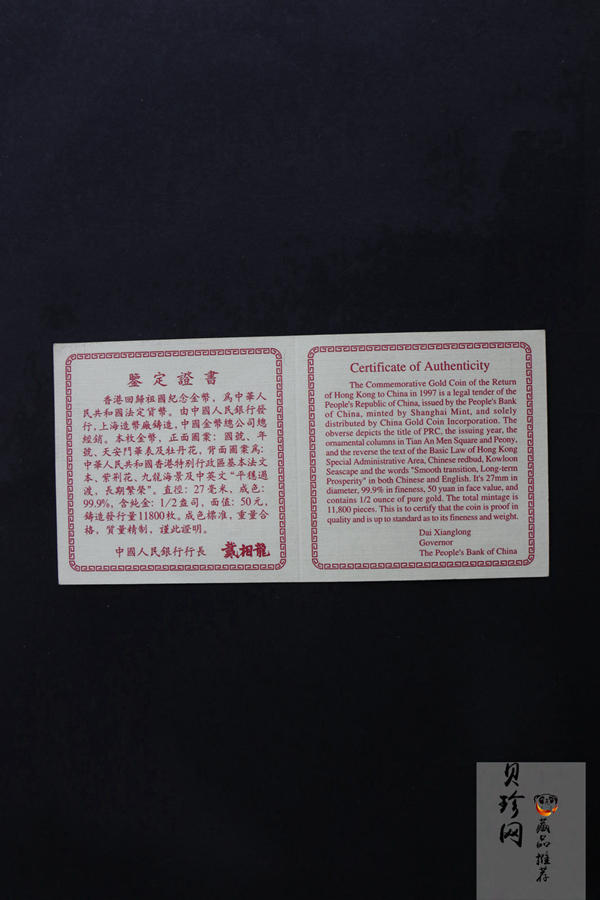 鑒定證書
香港回歸祖國紀念金幣，爲中華人
民共和國法定貨幣。由中國人民銀行發
行，上海造幣廠鑄造，中國金幣總公司總
經銷。本枚金幣，正面圖案：國號、年
號、天安門華表及牡丹花，背面圖案爲：
中華人民共和國香港特別行政區基本法文
本、紫荆花、九龍海景及中英文“平穩過
渡，長期繁榮”。直徑：27毫米，成色：
99.9%，含純金：1/2盎司，面值：50元，
鑄造發行量11800枚。成色標准，重量合
格，質量精制，謹此證明。
中國人民銀行行長 戴相龍
Certificate of Authenticity
The Commemorative Gold Coin of the Return
of Hong Kong to China in 1997 is a legal tender of the
People's Republic of China, issued by the People's Bank
of China, minted by Shanghai Mint, and solely
distributed by China Gold Coin Incorporation. The
obverse depicts the title of PRC, the issuing year, the
ornamental columns in Tian An Men Square and Peony,
and the reverse the text of the Basic Law of Hong Kong
Special Administrative Area, Chinese redbud, Kowloon
Seascape and the words "Smooth transition, Long-term
Prosperity" in both Chinese and English. It's 27mm in
diameter, 99.9% in fineness, 50 yuan in face value, and
contains 1/2 ounce of pure gold. The total mintage is
11,800 pieces. This is to certify that the coin is proof in
quality and is up to standard as to its fineness and weight.
Dai Xianglong
Governor
The People's Bank of China
贝珍网
藏品推荐